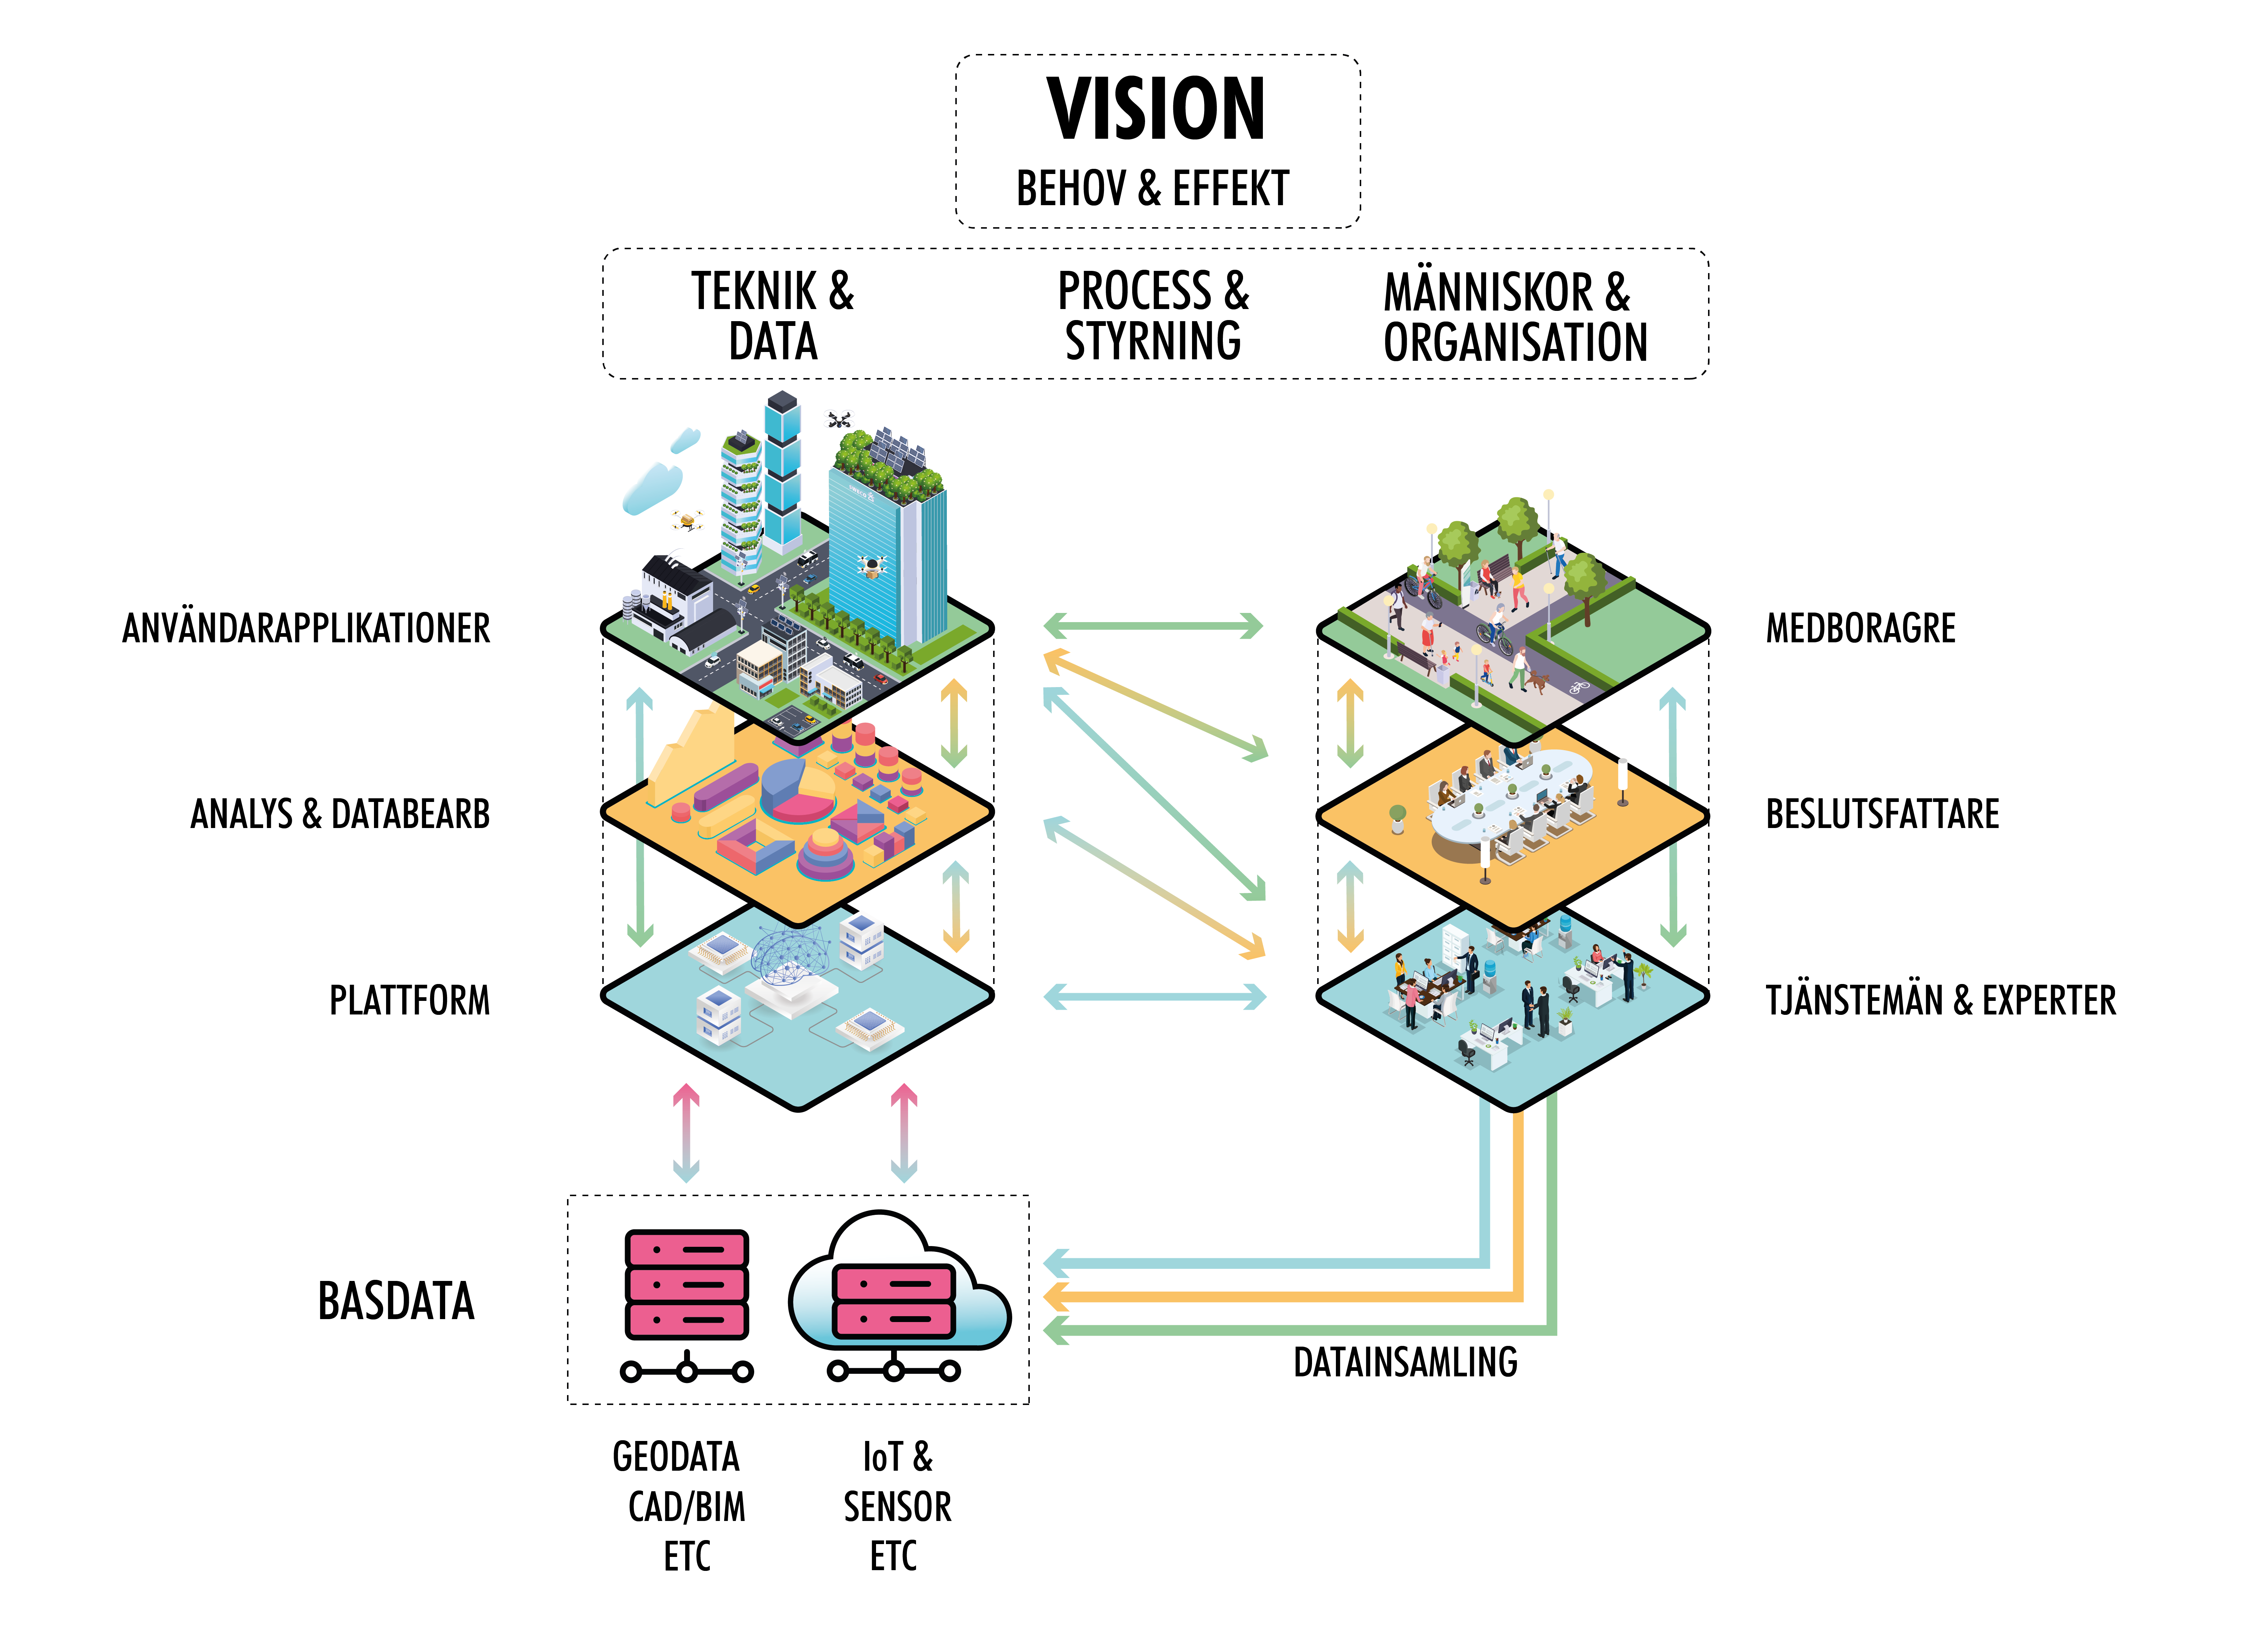 VISION
BEHOV & EFFEKT
TEKNIK &
DATA
PROCESS &
STYRNING
MÄNNISKOR &
ORGANISATION
ANVÄNDARAPPLIKATIONER
MEDBORAGRE
ANALYS & DATABEARB
BESLUTSFATTARE
PLATTFORM
TJÄNSTEMÄN & EXPERTER
BASDATA
DATAINSAMLING
GEODATA
CAD/BIM
ETC
IoT &
SENSOR
ETC